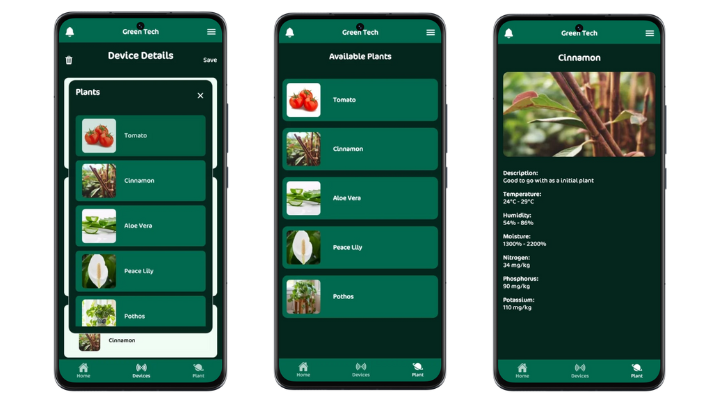 Green Tech
Device Details
Save
Plants
Tomato
Cinnamon
Aloe Vera
Peace Lily
Pothos
Cinnamon
Home
Devices
Plant
Green Tech
Available Plants
Tomato
Cinnamon
Aloe Vera
Peace Lily
Pothos
Home
Devices
Plant
Green Tech
Cinnamon
Description:
Good to go with as a initial plant
Temperature:
24°C - 29°C
Humidity:
54% - 86%
Moisture:
1300% - 2200%
Nitrogen:
34 mg/kg
Phosphorus:
90 mg/kg
Potassium:
110 mg/kg
Home
Devices
Plant